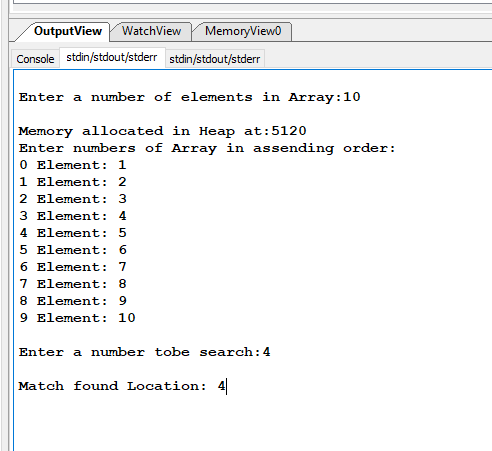 OutputView WatchView MemoryView0
Console stdin/stdout/stderr stdin/stdout/stderr
Enter a number of elements in Array:10
Memory allocated in Heap at:5120
Enter numbers of Array in assending order:
0 Element: 1
1 Element: 2
2 Element: 3
3 Element: 4
4 Element: 5
5 Element: 6
6 Element: 7
7 Element: 8
8 Element: 9
9 Element: 10
Enter a number tobe search:4
Match found Location: 4